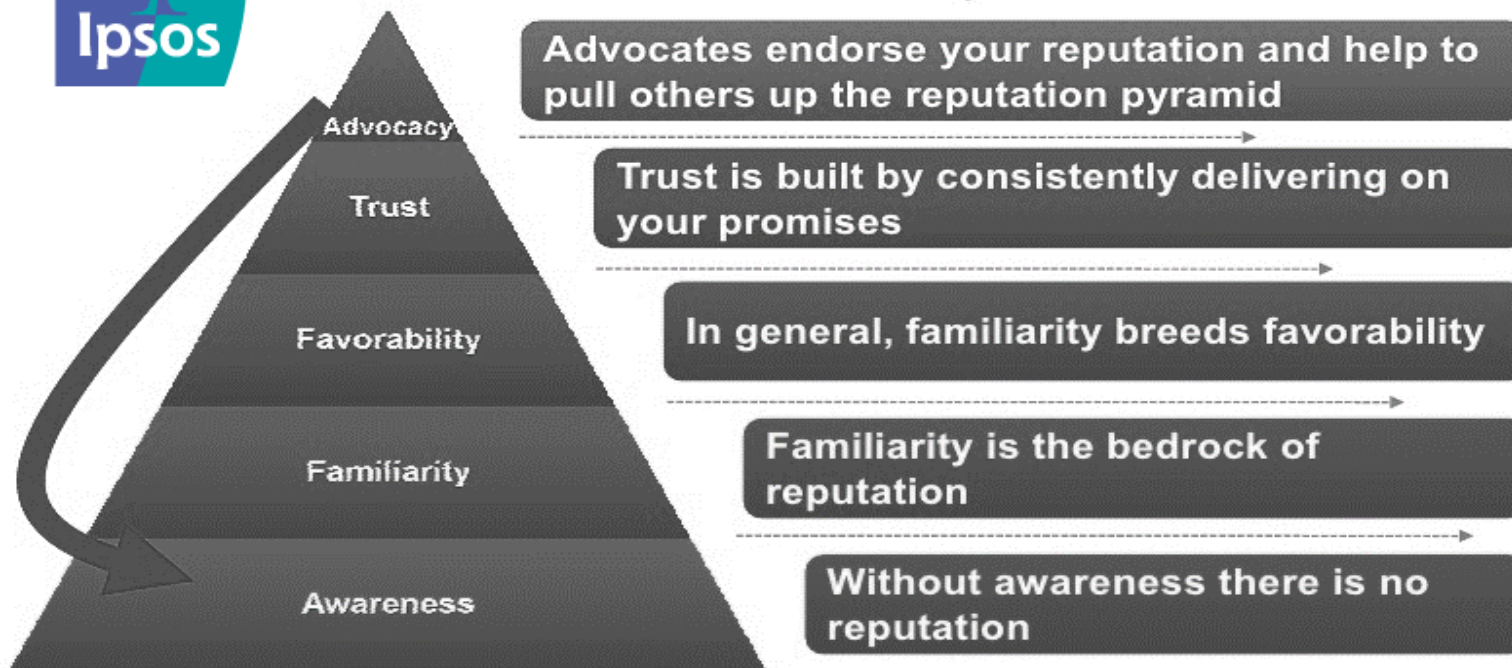 Ipsos
Advocates endorse your reputation and help to
pull others up the reputation pyramid
Advocacy
Trust is built by consistently delivering on
your promises
Trust
In general, familiarity breeds favorability
Favorability
Familiarity is the bedrock of
reputation
Familiarity
Without awareness there is no
reputation
Awareness